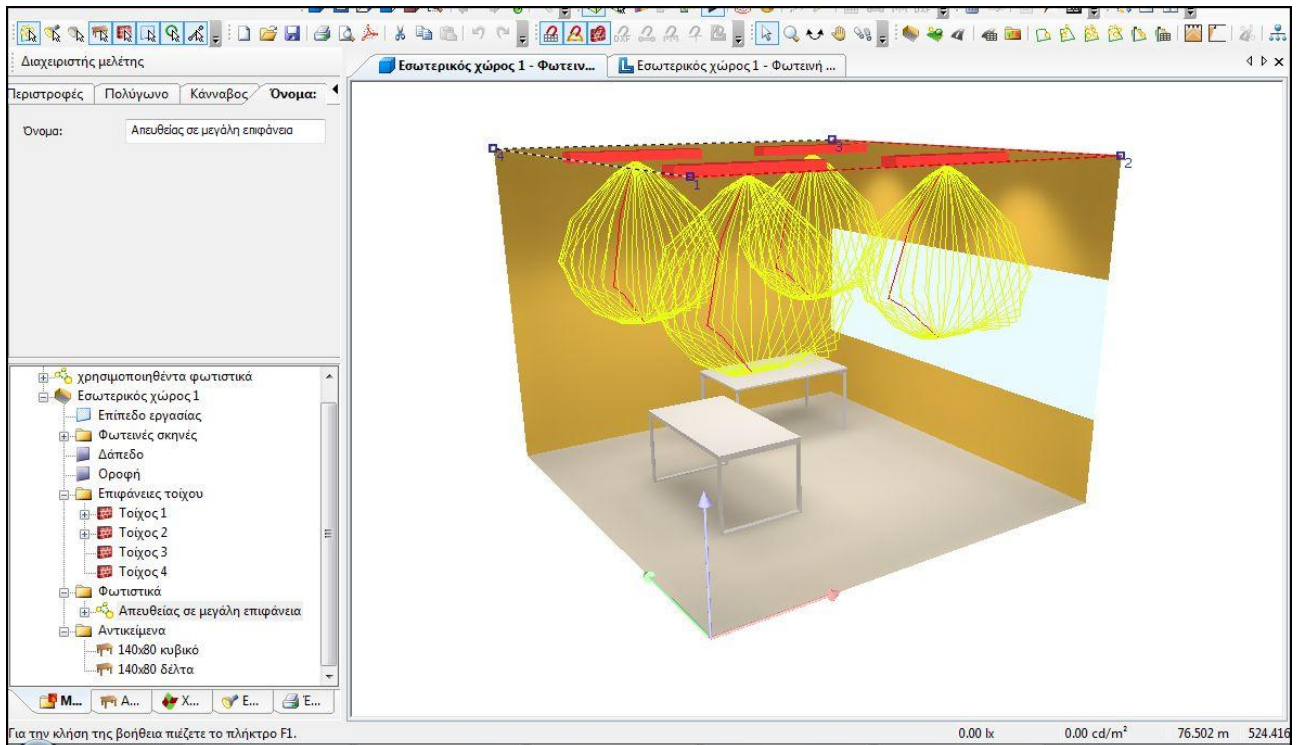 Διαχειριστής μελέτης
Εσωτερικός χώρος 1 - Φωτειν...
Εσωτερικός χώρος 1 - Φωτεινή ...
Περιστροφές
Πολύγωνο
Κάνναβος
Όνομα:
Όνομα:
Απευθείας σε μεγάλη επιφάνεια
4
3
2
1
χρησιμοποιηθέντα φωτιστικά
Εσωτερικός χώρος 1
Επίπεδο εργασίας
Φωτεινές σκηνές
Δάπεδο
Οροφή
Επιφάνειες τοίχου
Τοίχος 1
Τοίχος 2
Τοίχος 3
Τοίχος 4
Φωτιστικά
Απευθείας σε μεγάλη επιφάνεια
Αντικείμενα
140x80 κυβικό
140x80 δέλτα
Μ...
Α...
Χ...
Ε...
Έ...
Για την κλήση της βοήθεια πιέζετε το πλήκτρο F1.
0.00 lx
0.00 cd/m²
76.502 m
524.416